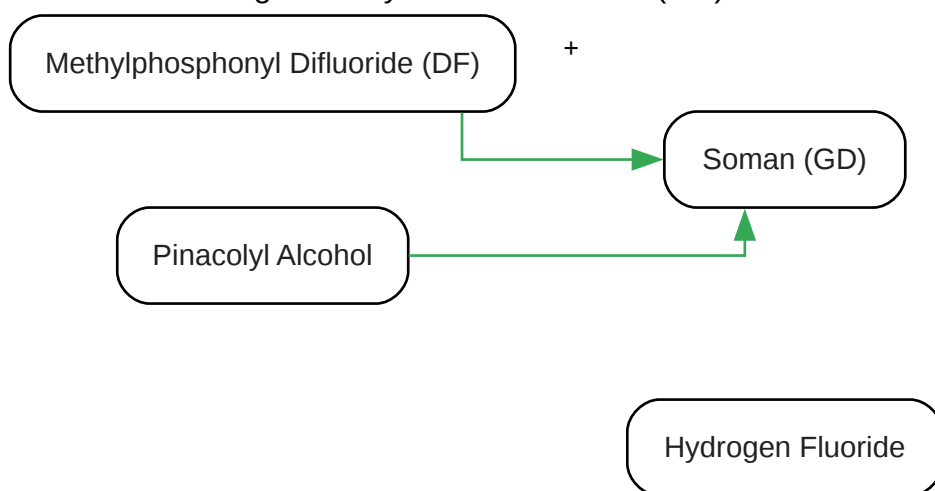 Methylphosphonyl Difluoride (DF)
+
Soman (GD)
Pinacolyl Alcohol
Hydrogen Fluoride